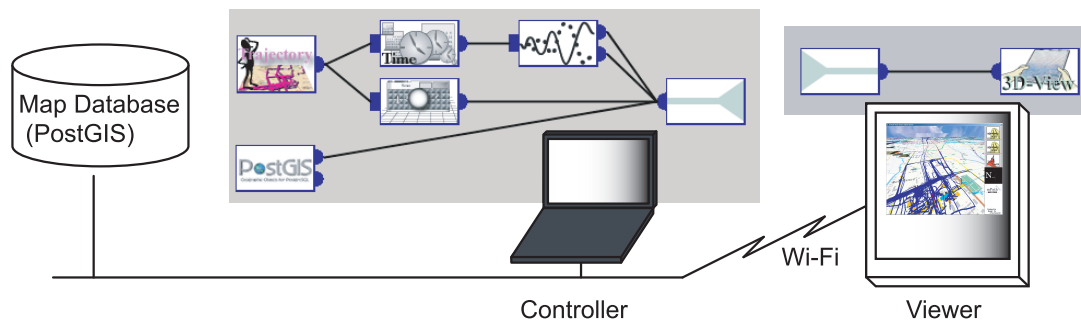 Map Database
(PostGIS)
Trajectory
Time
PostGIS
3D-View
Wi-Fi
Controller
Viewer